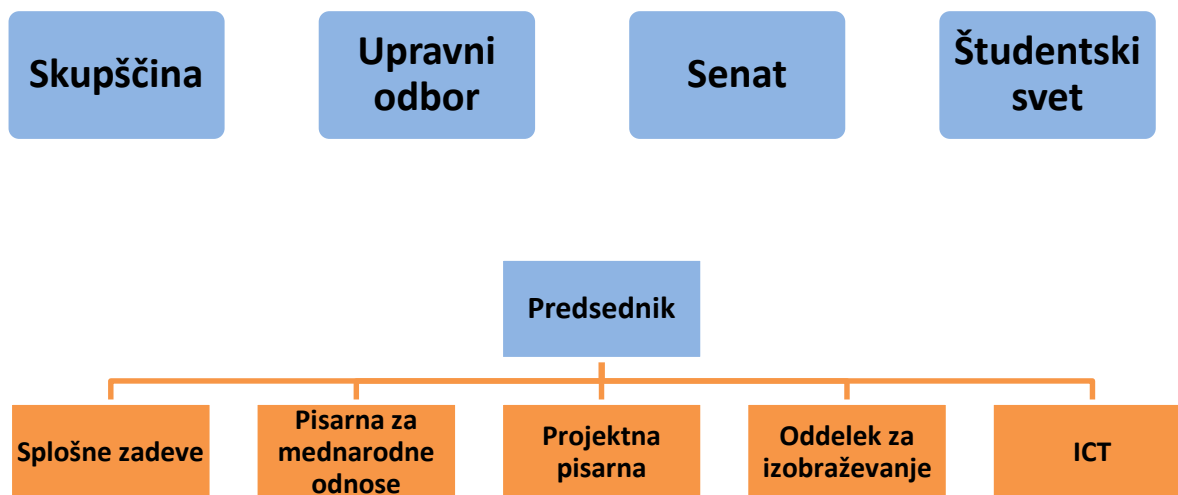 Skupščina
Upravni
odbor
Senat
Študentski
svet
Predsednik
Splošne zadeve
Pisarna za
mednarodne
odnose
Projektna
pisarna
Oddelek za
izobraževanje
ICT